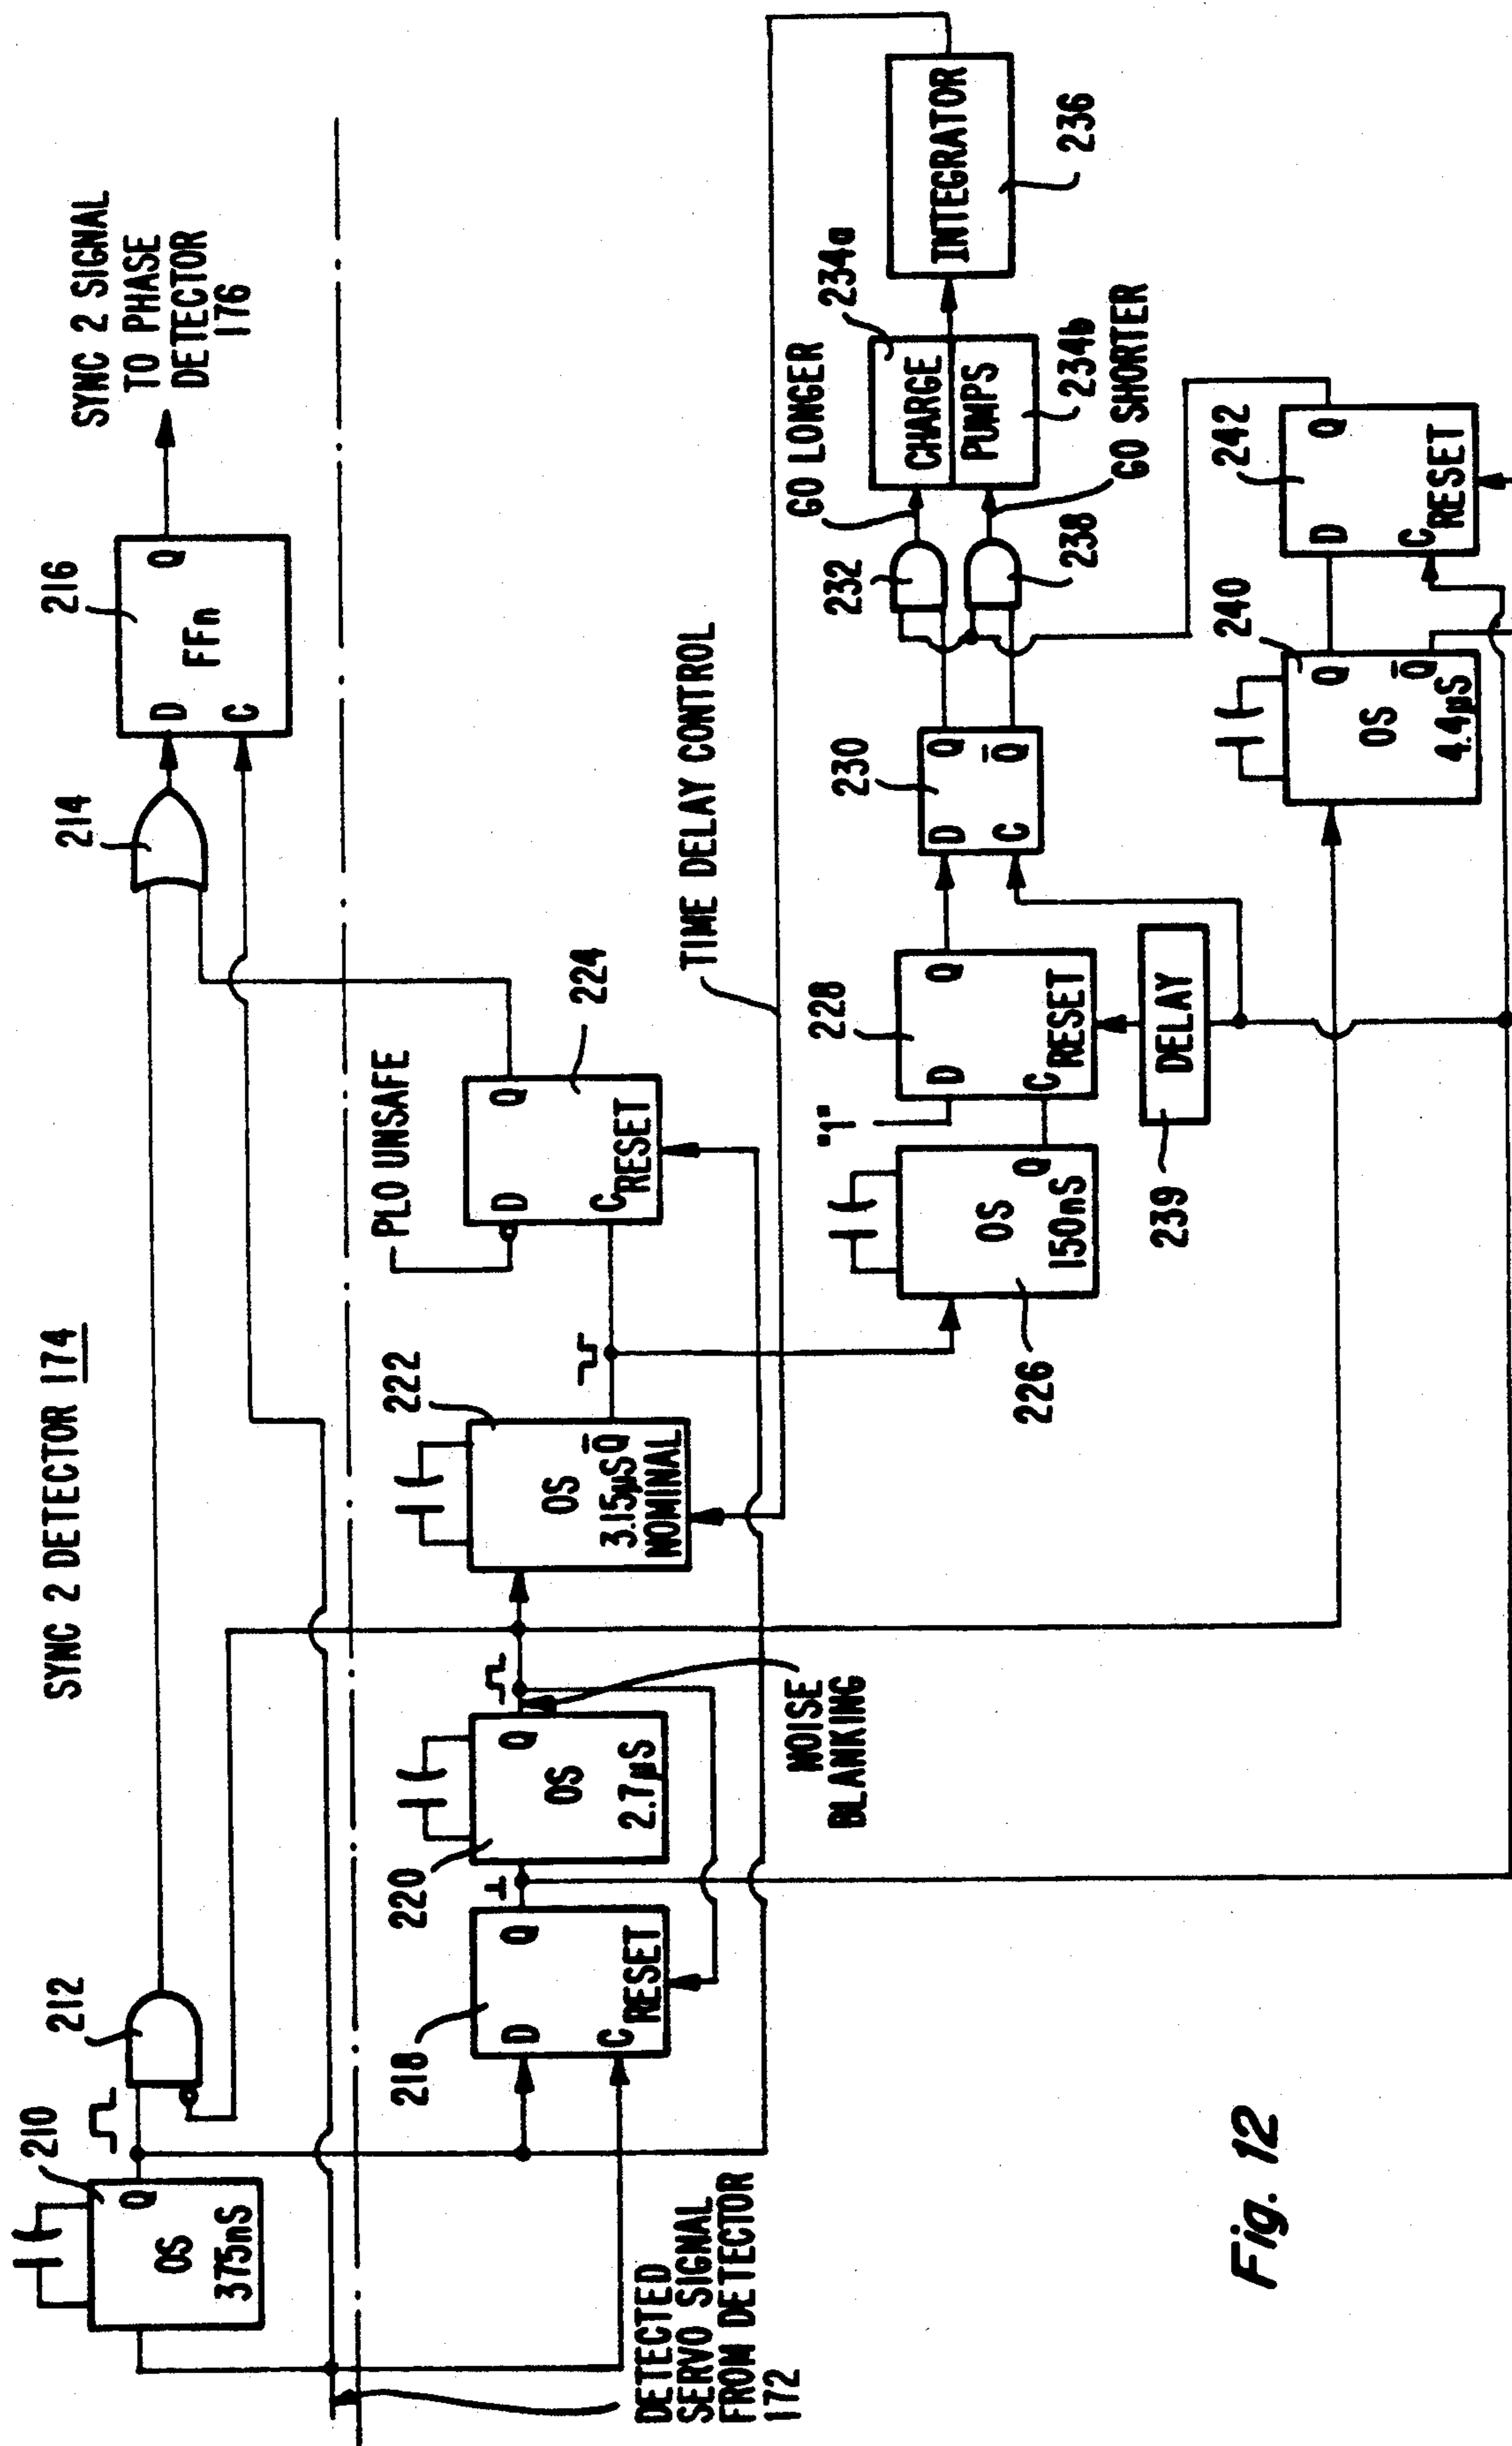 SYNC 2 DETECTOR 174
210
OS
Q
375nS
212
214
216
D
Q
FFn
C
SYNC 2 SIGNAL
TO PHASE
DETECTOR
176
DETECTED
SERVO SIGNAL
FROM DETECTOR
172
218
D
Q
C
RESET
220
OS
Q
2.7µS
NOISE
BLANKING
222
OS
3.15µS Q̅
NOMINAL
PLO UNSAFE
D
Q
C
RESET
224
TIME DELAY CONTROL
226
OS
Q
150nS
"1"
228
D
Q
C
RESET
DELAY
239
230
D
Q
C
Q̅
232
238
GO LONGER
GO SHORTER
234a
CHARGE
PUMPS
234b
INTEGRATOR
236
240
OS
Q
Q̅
4.4µS
242
D
Q
C
RESET
Fig. 12